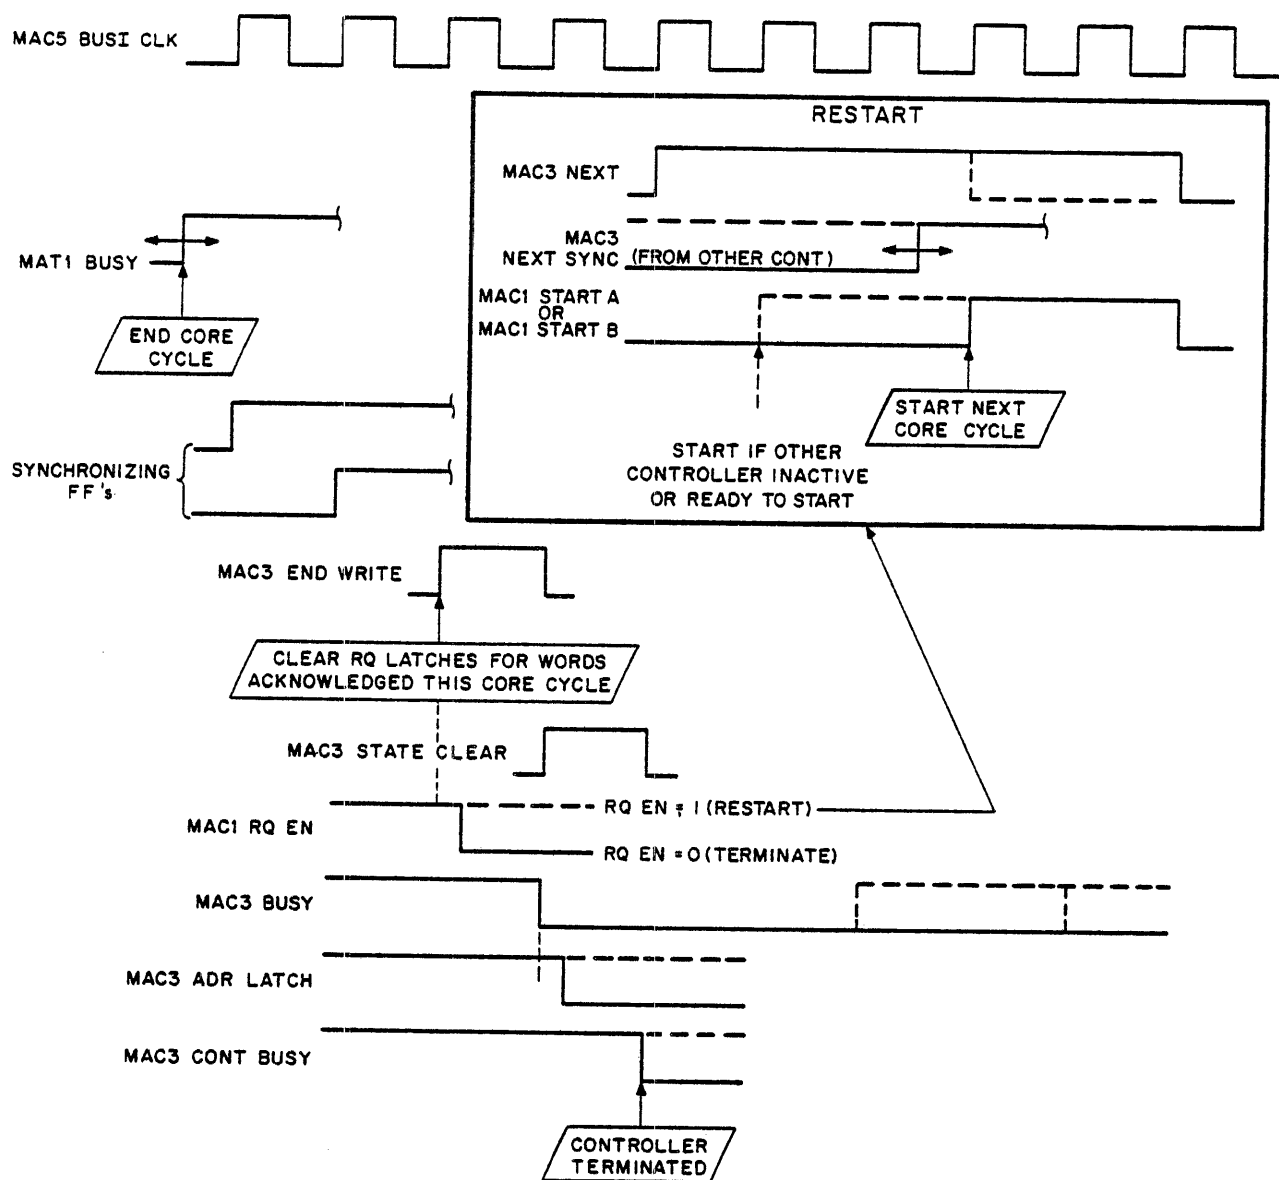 MAC5 BUSI CLK
RESTART
MAC3 NEXT
MAC3
NEXT SYNC (FROM OTHER CONT)
MAT1 BUSY
MAC1 START A
OR
MAC1 START B
END CORE
CYCLE
START NEXT
CORE CYCLE
START IF OTHER
CONTROLLER INACTIVE
OR READY TO START
SYNCHRONIZING
FF's
MAC3 END WRITE
CLEAR RQ LATCHES FOR WORDS
ACKNOWLEDGED THIS CORE CYCLE
MAC3 STATE CLEAR
RQ EN = 1 (RESTART)
MAC1 RQ EN
RQ EN = 0 (TERMINATE)
MAC3 BUSY
MAC3 ADR LATCH
MAC3 CONT BUSY
CONTROLLER
TERMINATED